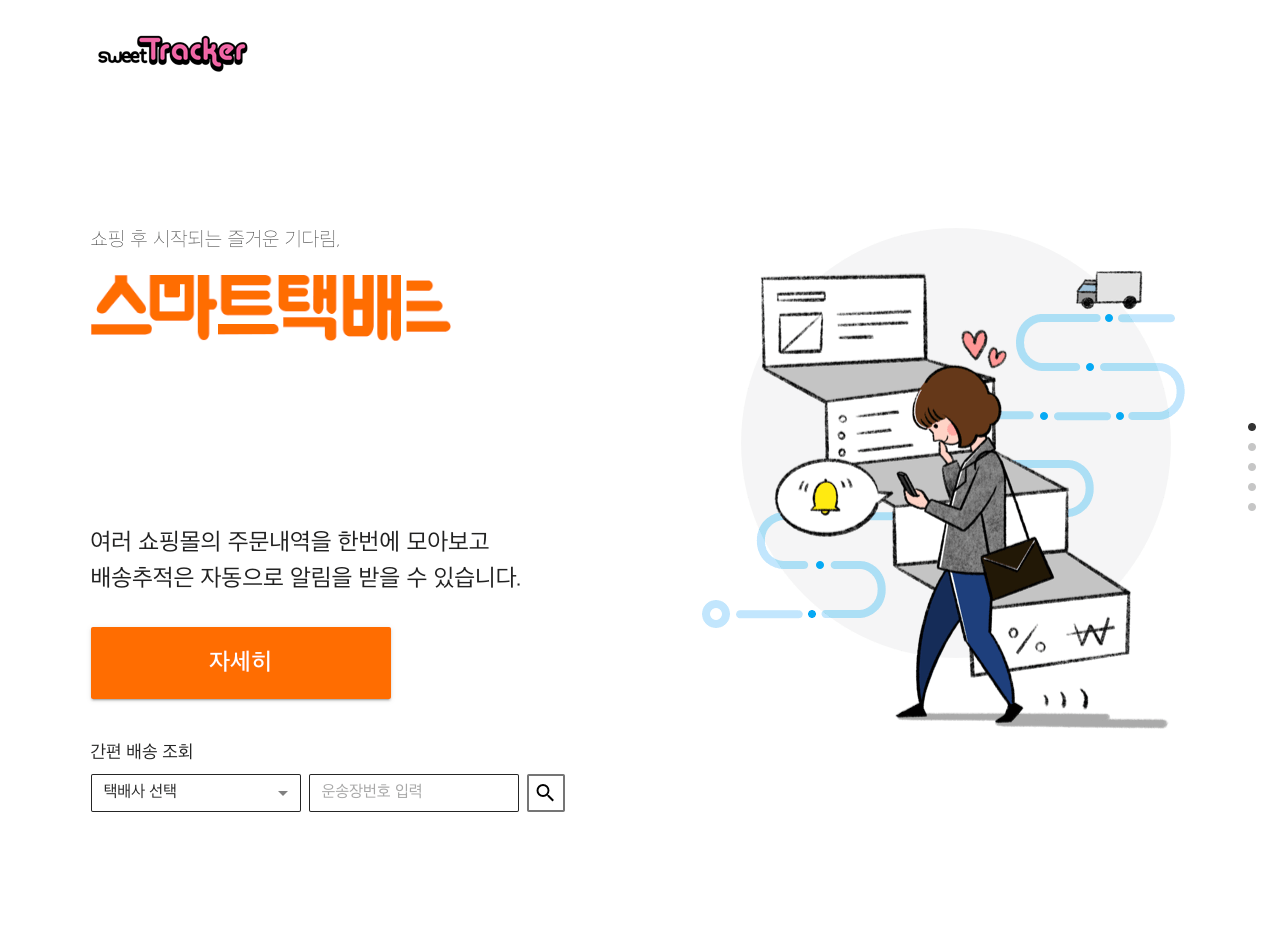 sweetTracker
쇼핑 후 시작되는 즐거운 기다림,
스마트택배
여러 쇼핑몰의 주문내역을 한번에 모아보고
배송추적은 자동으로 알림을 받을 수 있습니다.
자세히
간편 배송 조회
택배사 선택
운송장번호 입력
% ₩